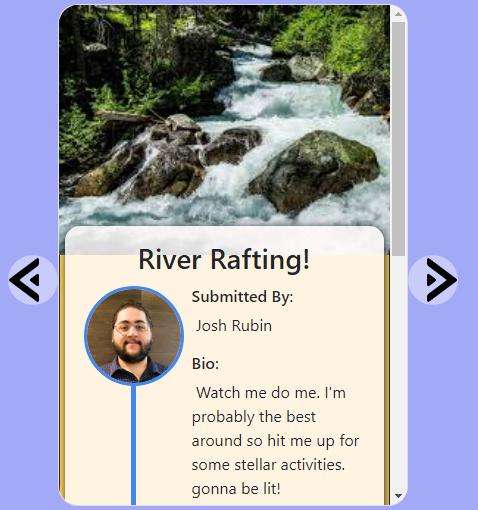 River Rafting!
Submitted By:
Josh Rubin
Bio:
Watch me do me. I'm
probably the best
around so hit me up for
some stellar activities.
gonna be lit!